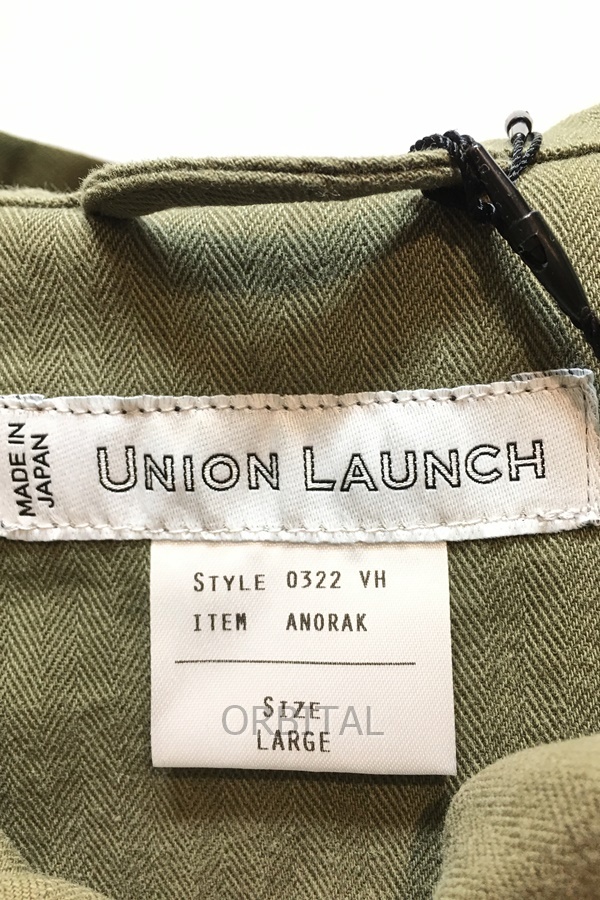 MADE IN
JAPAN
UNION LAUNCH
STYLE 0322 VH
ITEM ANORAK
SIZE
ORBITAL
LARGE